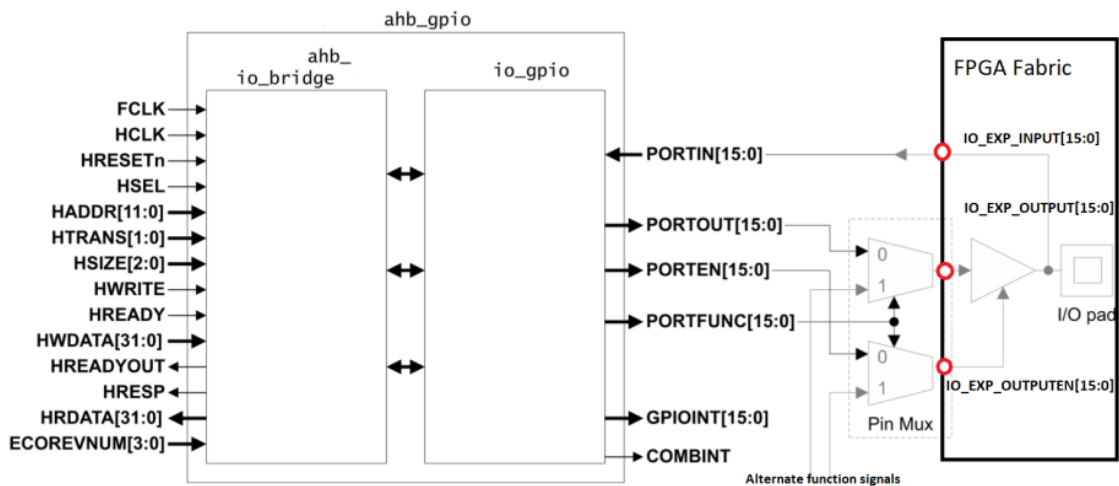 ahb_gpio
ahb_
io_bridge
io_gpio
FPGA Fabric
FCLK
HCLK
HRESETn
HSEL
HADDR[11:0]
HTRANS[1:0]
HSIZE[2:0]
HWRITE
HREADY
HWDATA[31:0]
HREADYOUT
HRESP
HRDATA[31:0]
ECOREVNUM[3:0]
PORTIN[15:0]
PORTOUT[15:0]
PORTEN[15:0]
PORTFUNC[15:0]
GPIOINT[15:0]
COMBINT
0
1
0
1
Pin Mux
Alternate function signals
IO_EXP_INPUT[15:0]
IO_EXP_OUTPUT[15:0]
I/O pad
IO_EXP_OUTPUTEN[15:0]